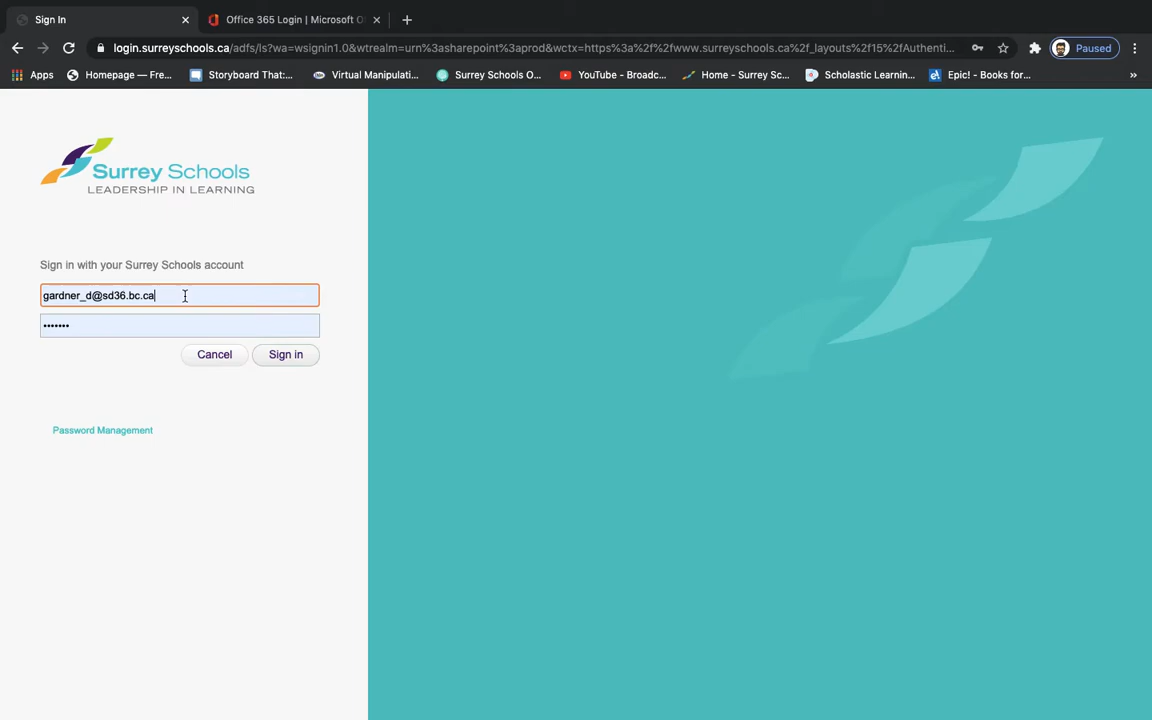 Sign In
Office 365 Login | Microsoft O
Paused
login.surreyschools.ca/adfs/ls?wa=wsignin1.0&wtrealm=urn%3asharepoint%3aprod&wctx=https%3a%2f%2fwww.surreyschools.ca%2f_layouts%2f15%2fAuthenti...
Apps
Homepage — Fre...
Storyboard That:...
Virtual Manipulati...
Surrey Schools O...
YouTube - Broadc...
Home - Surrey Sc...
Scholastic Learnin...
Epic! - Books for...
»
Surrey Schools
LEADERSHIP IN LEARNING
Sign in with your Surrey Schools account
gardner_d@sd36.bc.ca
•••••••
Cancel
Sign in
Password Management